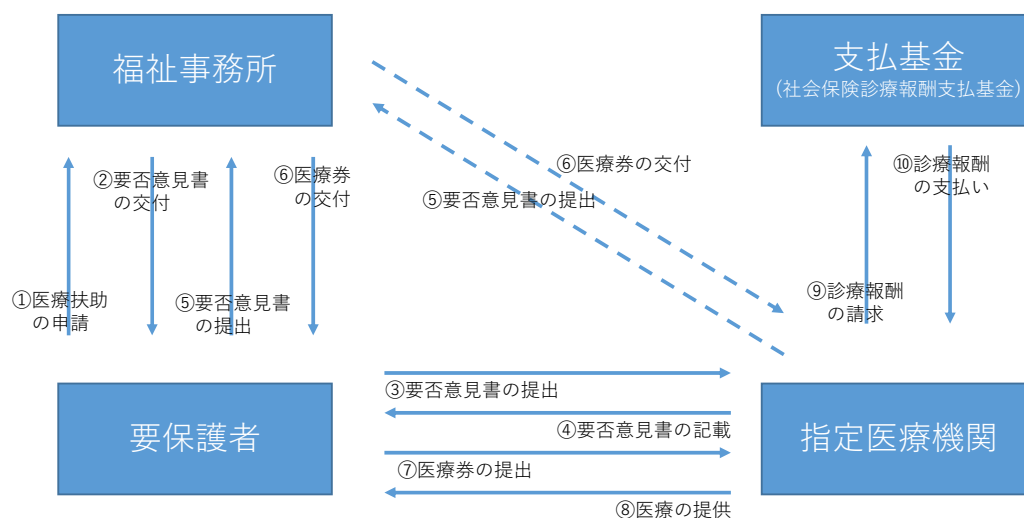 福祉事務所
支払基金
(社会保険診療報酬支払基金)
②要否意見書
の交付
⑥医療券
の交付
⑥医療券の交付
⑤要否意見書の提出
⑩診療報酬
の支払い
①医療扶助
の申請
⑤要否意見書
の提出
⑨診療報酬
の請求
③要否意見書の提出
④要否意見書の記載
⑦医療券の提出
⑧医療の提供
要保護者
指定医療機関